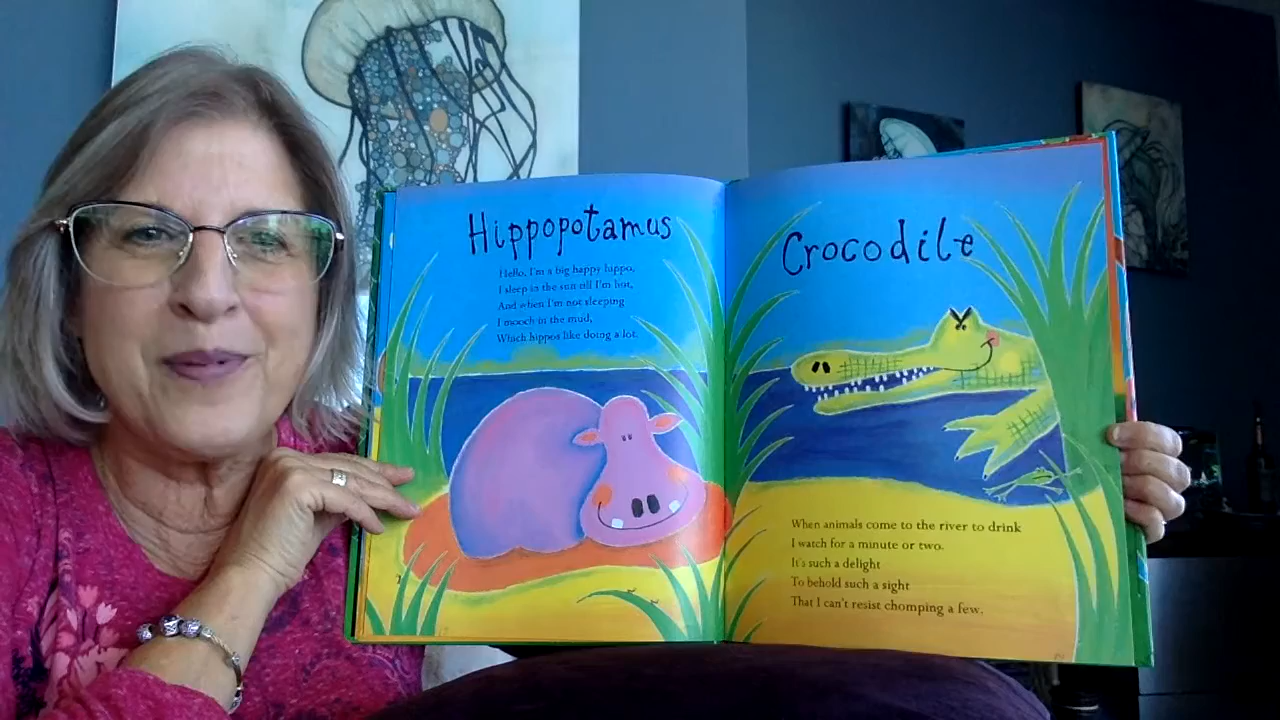 Hippopotamus
Hello, I'm a big happy hippo,
I sleep in the sun till I'm hot,
And when I'm not sleeping
I mooch in the mud,
Which hippos like doing a lot.
Crocodile
When animals come to the river to drink
I watch for a minute or two.
It's such a delight
To behold such a sight
That I can't resist chomping a few.